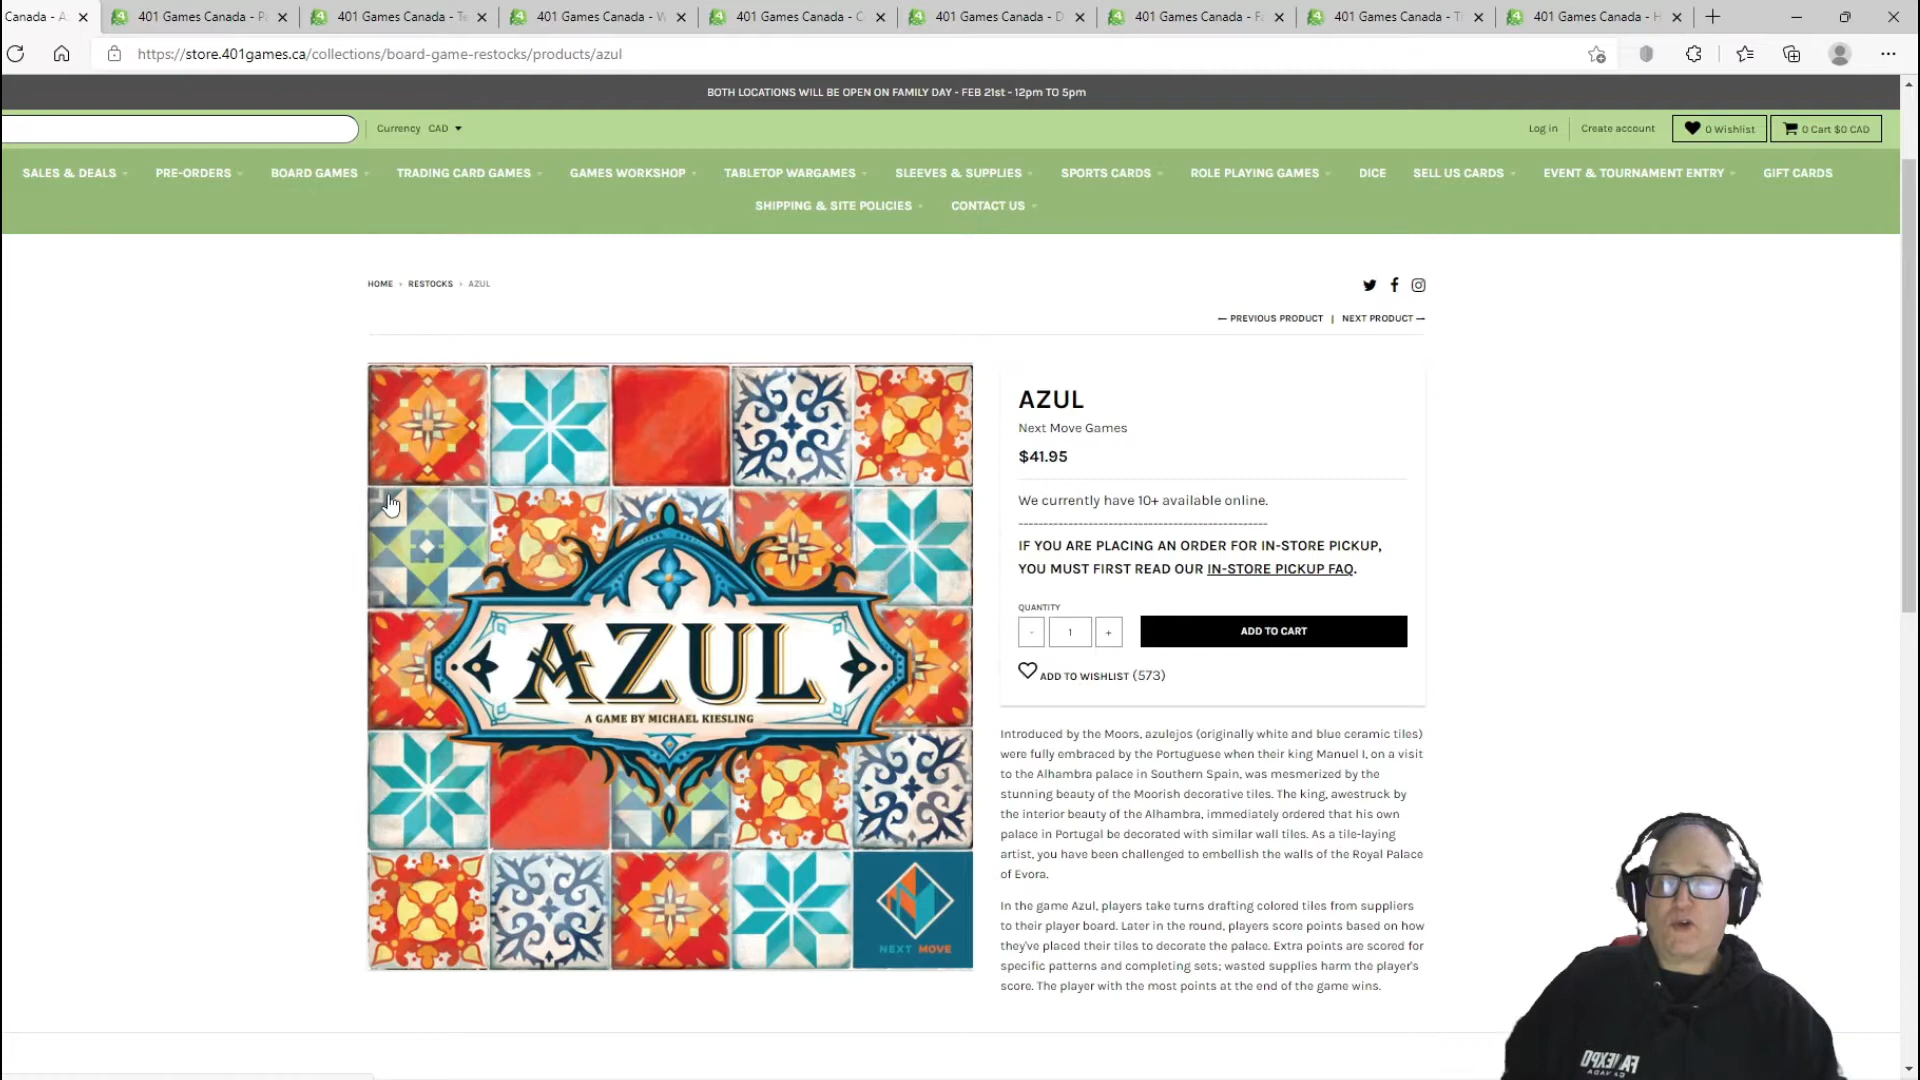 Canada - A
401 Games Canada - P
401 Games Canada - Te
401 Games Canada - W
401 Games Canada - C
401 Games Canada - D
401 Games Canada - Fa
401 Games Canada - Ti
401 Games Canada - H
https://store.401games.ca/collections/board-game-restocks/products/azul
BOTH LOCATIONS WILL BE OPEN ON FAMILY DAY - FEB 21st - 12pm TO 5pm
Currency CAD
Log in
Create account
0 Wishlist
0 Cart $0 CAD
SALES & DEALS
PRE-ORDERS
BOARD GAMES
TRADING CARD GAMES
GAMES WORKSHOP
TABLETOP WARGAMES
SLEEVES & SUPPLIES
SPORTS CARDS
ROLE PLAYING GAMES
DICE
SELL US CARDS
EVENT & TOURNAMENT ENTRY
GIFT CARDS
SHIPPING & SITE POLICIES
CONTACT US
HOME › RESTOCKS › AZUL
← PREVIOUS PRODUCT | NEXT PRODUCT →
AZUL
A GAME BY MICHAEL KIESLING
NEXT MOVE
AZUL
Next Move Games
$41.95
We currently have 10+ available online.
--------------------------------------------------
IF YOU ARE PLACING AN ORDER FOR IN-STORE PICKUP,
YOU MUST FIRST READ OUR IN-STORE PICKUP FAQ.
QUANTITY
- 1 +
ADD TO CART
ADD TO WISHLIST (573)
Introduced by the Moors, azulejos (originally white and blue ceramic tiles)
were fully embraced by the Portuguese when their king Manuel I, on a visit
to the Alhambra palace in Southern Spain, was mesmerized by the
stunning beauty of the Moorish decorative tiles. The king, awestruck by
the interior beauty of the Alhambra, immediately ordered that his own
palace in Portugal be decorated with similar wall tiles. As a tile-laying
artist, you have been challenged to embellish the walls of the Royal Palace
of Evora.
In the game Azul, players take turns drafting colored tiles from suppliers
to their player board. Later in the round, players score points based on how
they've placed their tiles to decorate the palace. Extra points are scored for
specific patterns and completing sets; wasted supplies harm the player's
score. The player with the most points at the end of the game wins.